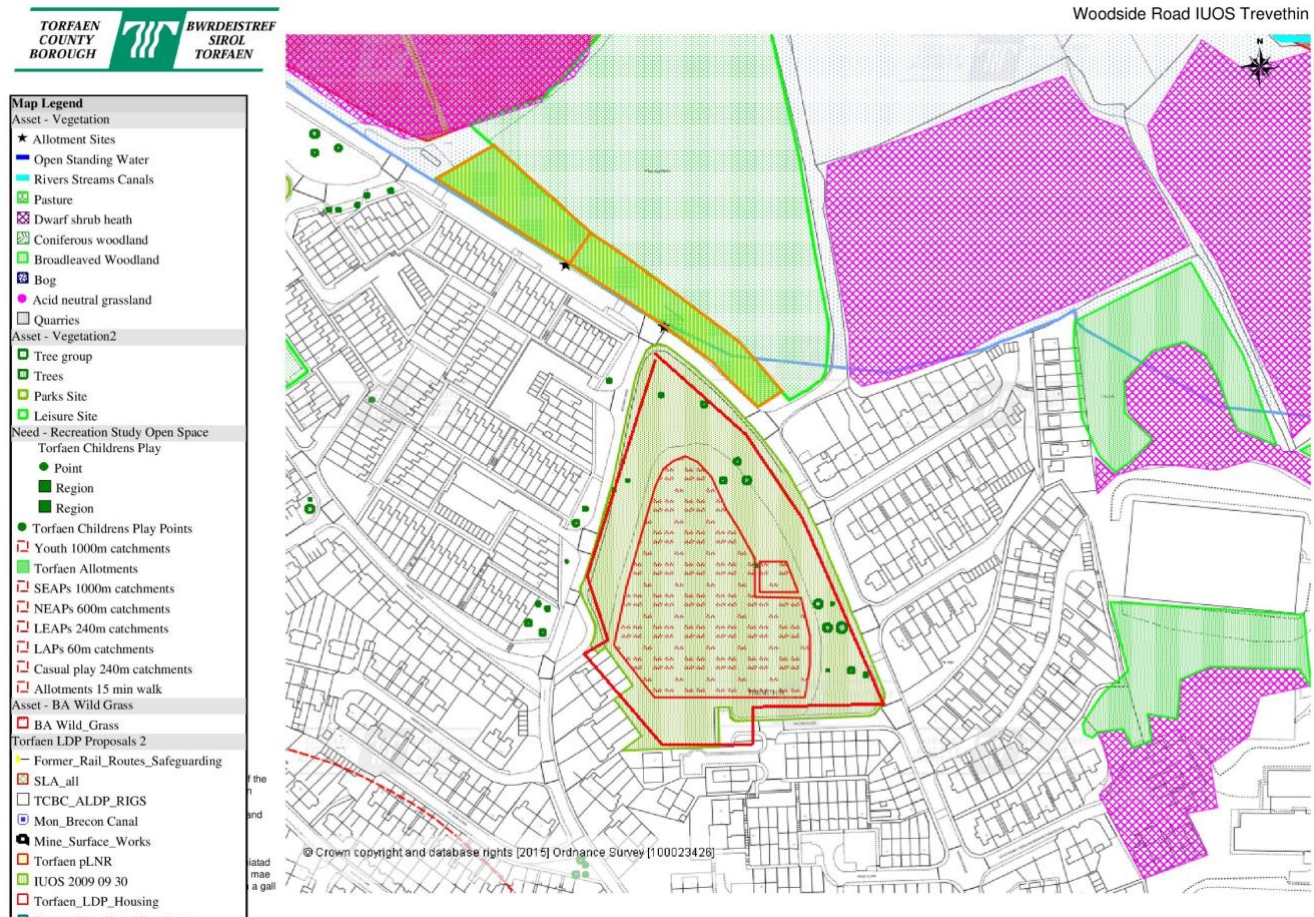 Woodside Road IUOS Trevethin
TORFAEN
COUNTY
BOROUGH
BWRDEISTREF
SIROL
TORFAEN
N
Map Legend
Asset - Vegetation
Allotment Sites
Open Standing Water
Rivers Streams Canals
Pasture
Dwarf shrub heath
Coniferous woodland
Broadleaved Woodland
Bog
Acid neutral grassland
Quarries
Asset - Vegetation2
Tree group
Trees
Parks Site
Leisure Site
Need - Recreation Study Open Space
Torfaen Childrens Play
Point
Region
Region
Torfaen Childrens Play Points
Youth 1000m catchments
Torfaen Allotments
SEAPs 1000m catchments
NEAPs 600m catchments
LEAPs 240m catchments
LAPs 60m catchments
Casual play 240m catchments
Allotments 15 min walk
Asset - BA Wild Grass
BA Wild_Grass
Torfaen LDP Proposals 2
Former_Rail_Routes_Safeguarding
SLA_all
TCBC_ALDP_RIGS
Mon_Brecon Canal
Mine_Surface_Works
Torfaen pLNR
IUOS 2009 09 30
Torfaen_LDP_Housing
f the
and
iatad
mae
a gall
© Crown copyright and database rights [2015] Ordnance Survey [100023426]